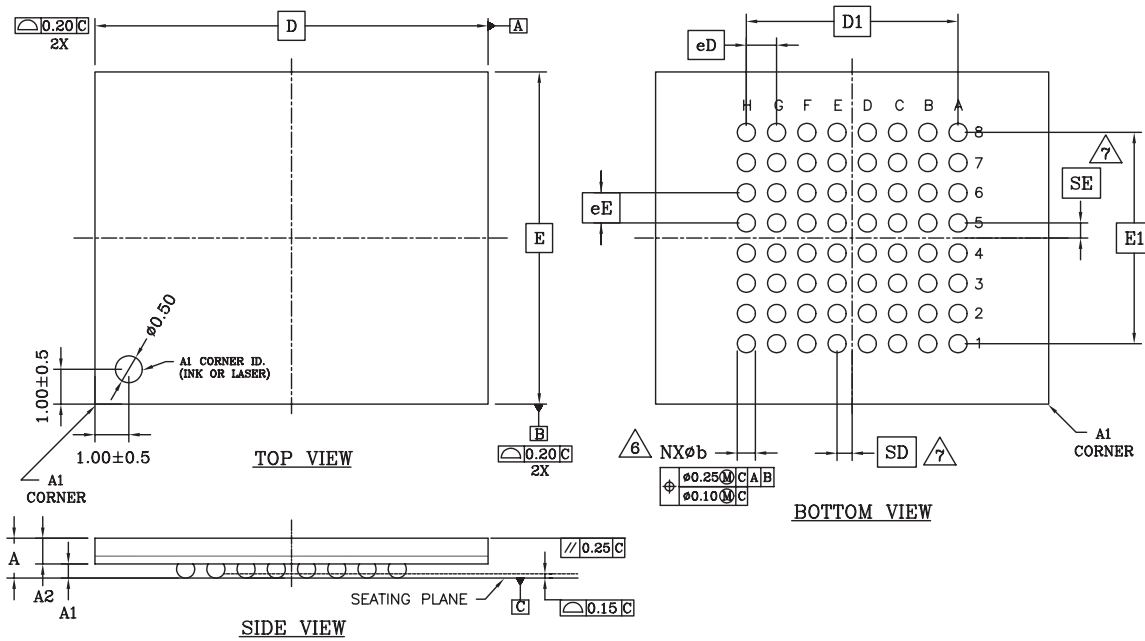 ⌓ 0.20 C
2X
D
A
E
ø0.50
A1 CORNER ID.
(INK OR LASER)
1.00±0.5
1.00±0.5
A1
CORNER
TOP VIEW
B
⌓ 0.20 C
2X
D1
eD
H G F E D C B A
8
7
6
5
4
3
2
1
7
SE
eE
E1
6 NXøb
⌖ ø0.25Ⓜ C A B
ø0.10Ⓜ C
SD 7
A1
CORNER
BOTTOM VIEW
A
A2
A1
// 0.25 C
SEATING PLANE
C
⌓ 0.15 C
SIDE VIEW